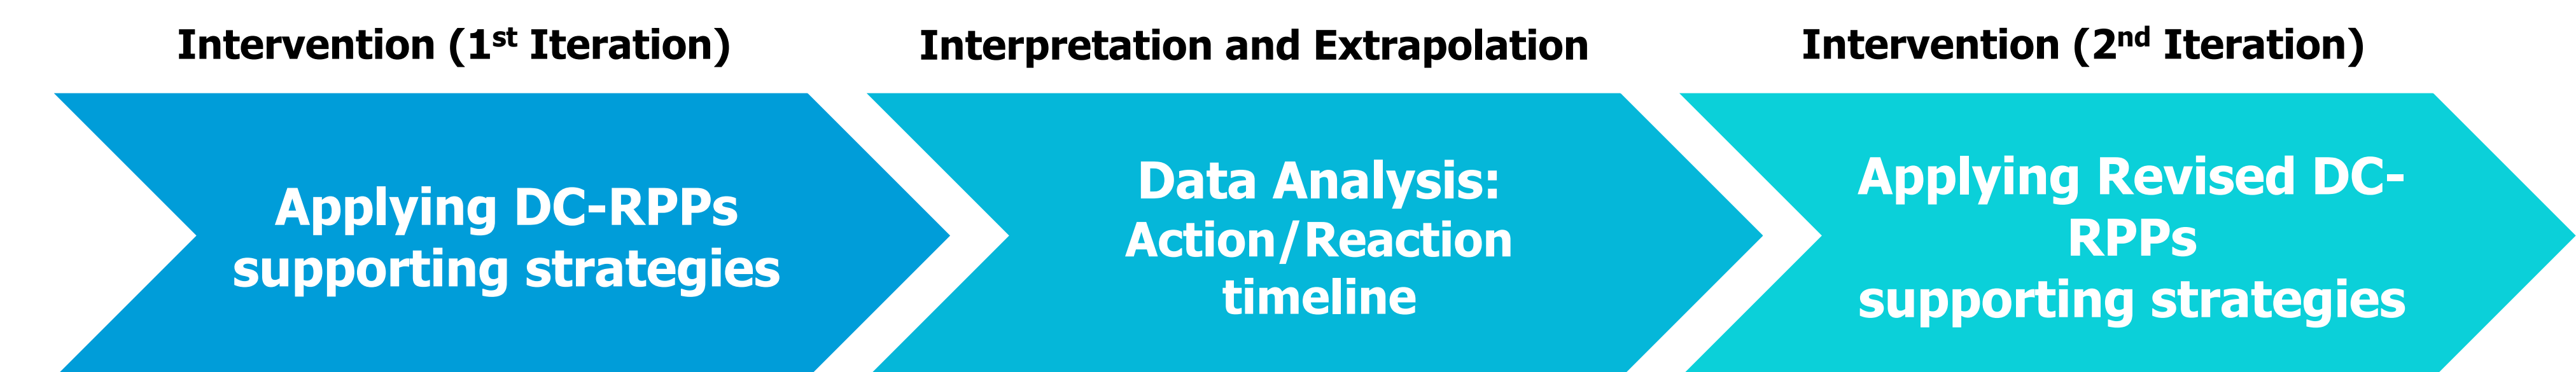 Intervention (1st Iteration)
Interpretation and Extrapolation
Intervention (2nd Iteration)
Applying DC-RPPs
supporting strategies
Data Analysis:
Action/Reaction
timeline
Applying Revised DC-
RPPs
supporting strategies